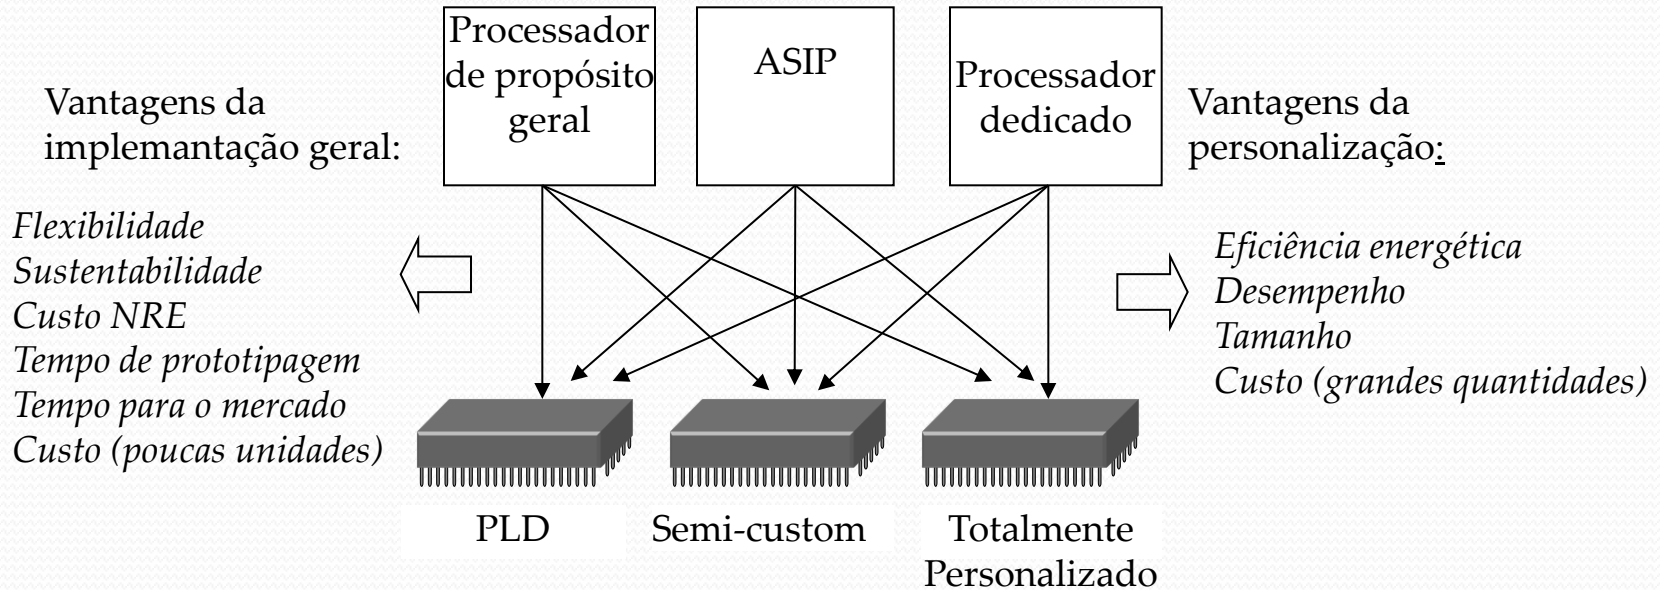 Processador
de propósito
geral
ASIP
Processador
dedicado
Vantagens da
implemantação geral:
Vantagens da
personalização:
Flexibilidade
Sustentabilidade
Custo NRE
Tempo de prototipagem
Tempo para o mercado
Custo (poucas unidades)
Eficiência energética
Desempenho
Tamanho
Custo (grandes quantidades)
PLD
Semi-custom
Totalmente
Personalizado